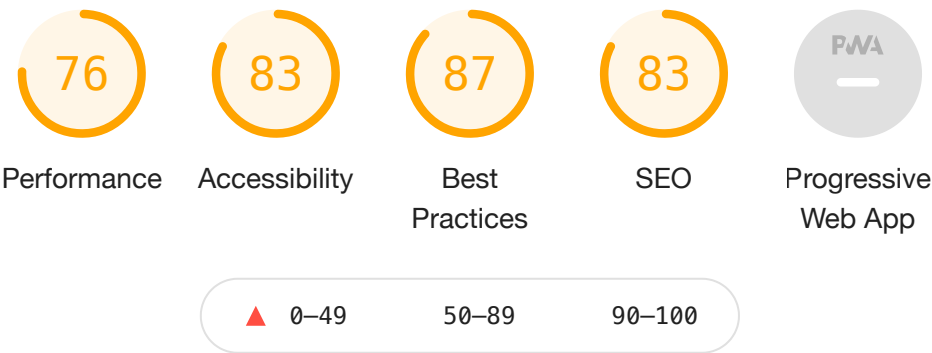 76 83 87 83 PWA
Performance Accessibility Best Practices SEO Progressive Web App
0–49 50–89 90–100